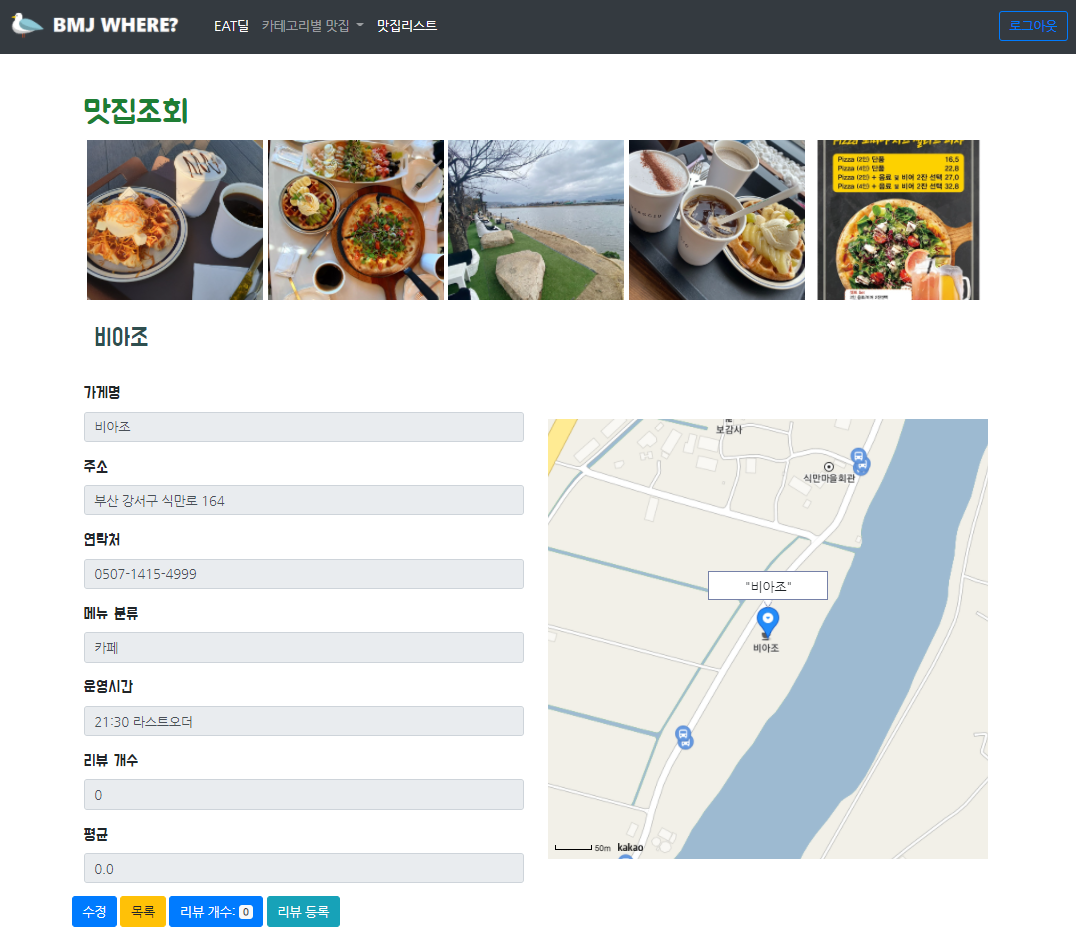 BMJ WHERE?
EAT딜 카테고리별 맛집 맛집리스트
로그아웃
맛집조회
Pizza (2인) 단품 16,5
Pizza (4인) 단품 22,8
Pizza (2인) + 음료 및 비어 2잔 선택 27,0
Pizza (4인) + 음료 및 비어 2잔 선택 32,8
비아조
가게명
비아조
주소
부산 강서구 식만로 164
연락처
0507-1415-4999
메뉴 분류
카페
운영시간
21:30 라스트오더
리뷰 개수
0
평균
0.0
보감사
식만마을회관
"비아조"
비아조
50m kakao
수정 목록 리뷰 개수: 0 리뷰 등록